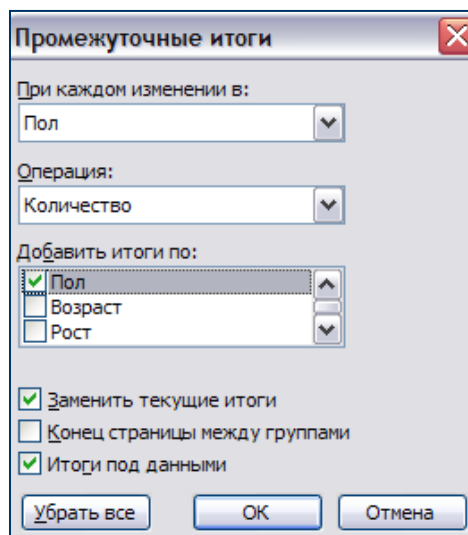 Промежуточные итоги
При каждом изменении в:
Пол
Операция:
Количество
Добавить итоги по:
Пол
Возраст
Рост
Заменить текущие итоги
Конец страницы между группами
Итоги под данными
Убрать все ОК Отмена